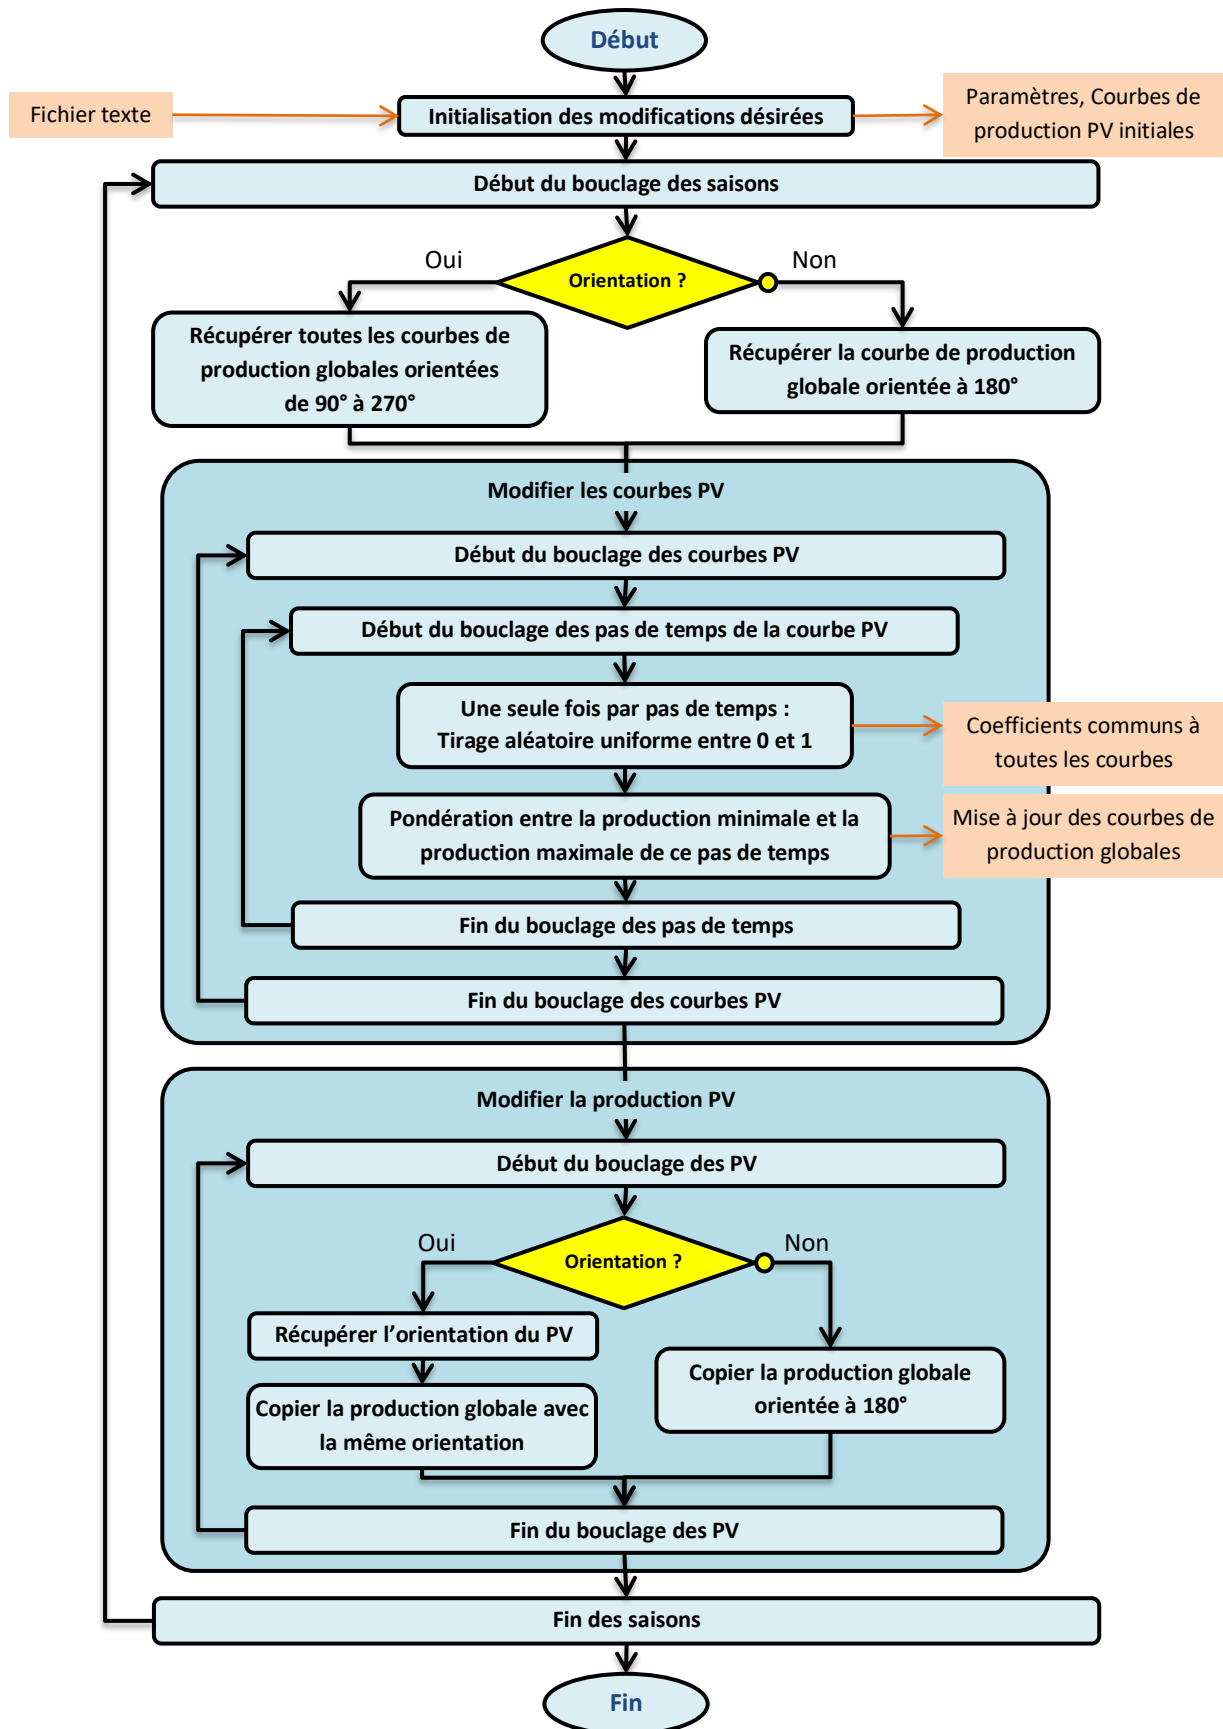 Début
Fichier texte
Initialisation des modifications désirées
Paramètres, Courbes de
production PV initiales
Début du bouclage des saisons
Oui
Orientation ?
Non
Récupérer toutes les courbes de
production globales orientées
de 90° à 270°
Récupérer la courbe de production
globale orientée à 180°
Modifier les courbes PV
Début du bouclage des courbes PV
Début du bouclage des pas de temps de la courbe PV
Une seule fois par pas de temps :
Tirage aléatoire uniforme entre 0 et 1
Coefficients communs à
toutes les courbes
Pondération entre la production minimale et la
production maximale de ce pas de temps
Mise à jour des courbes de
production globales
Fin du bouclage des pas de temps
Fin du bouclage des courbes PV
Modifier la production PV
Début du bouclage des PV
Oui
Orientation ?
Non
Récupérer l’orientation du PV
Copier la production globale avec
la même orientation
Copier la production globale
orientée à 180°
Fin du bouclage des PV
Fin des saisons
Fin